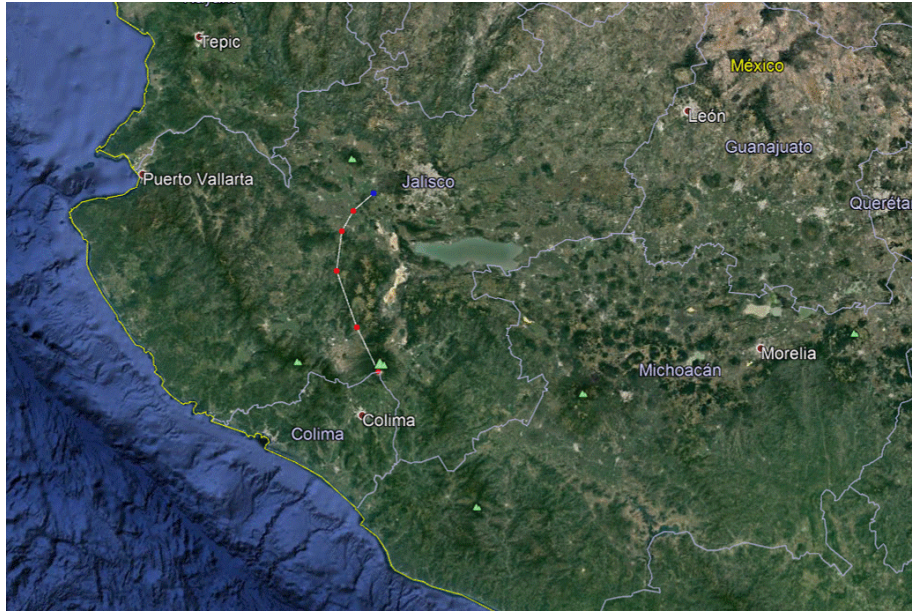 Tepic
México
León
Guanajuato
Puerto Vallarta
Jalisco
Querétar
Morelia
Michoacán
Colima
Colima